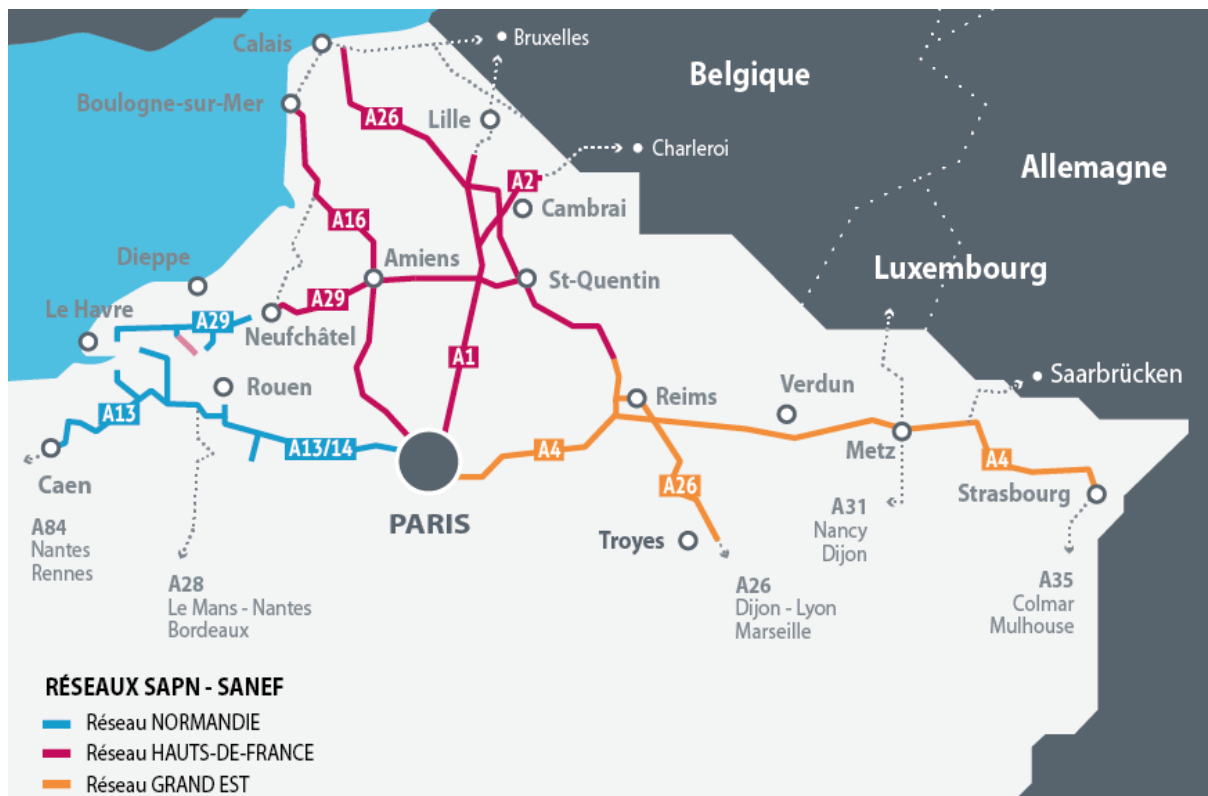 Calais
Bruxelles
Belgique
Boulogne-sur-Mer
A26
Lille
Charleroi
Allemagne
A2
Cambrai
A16
Dieppe
Amiens
St-Quentin
Luxembourg
Le Havre
A29
A29
Neufchâtel
A1
Saarbrücken
Rouen
Reims
Verdun
A13
A13/14
A4
Metz
A4
Caen
A26
Strasbourg
PARIS
Troyes
A84
Nantes
Rennes
A31
Nancy
Dijon
A28
Le Mans - Nantes
Bordeaux
A26
Dijon - Lyon
Marseille
A35
Colmar
Mulhouse
RÉSEAUX SAPN - SANEF
Réseau NORMANDIE
Réseau HAUTS-DE-FRANCE
Réseau GRAND EST